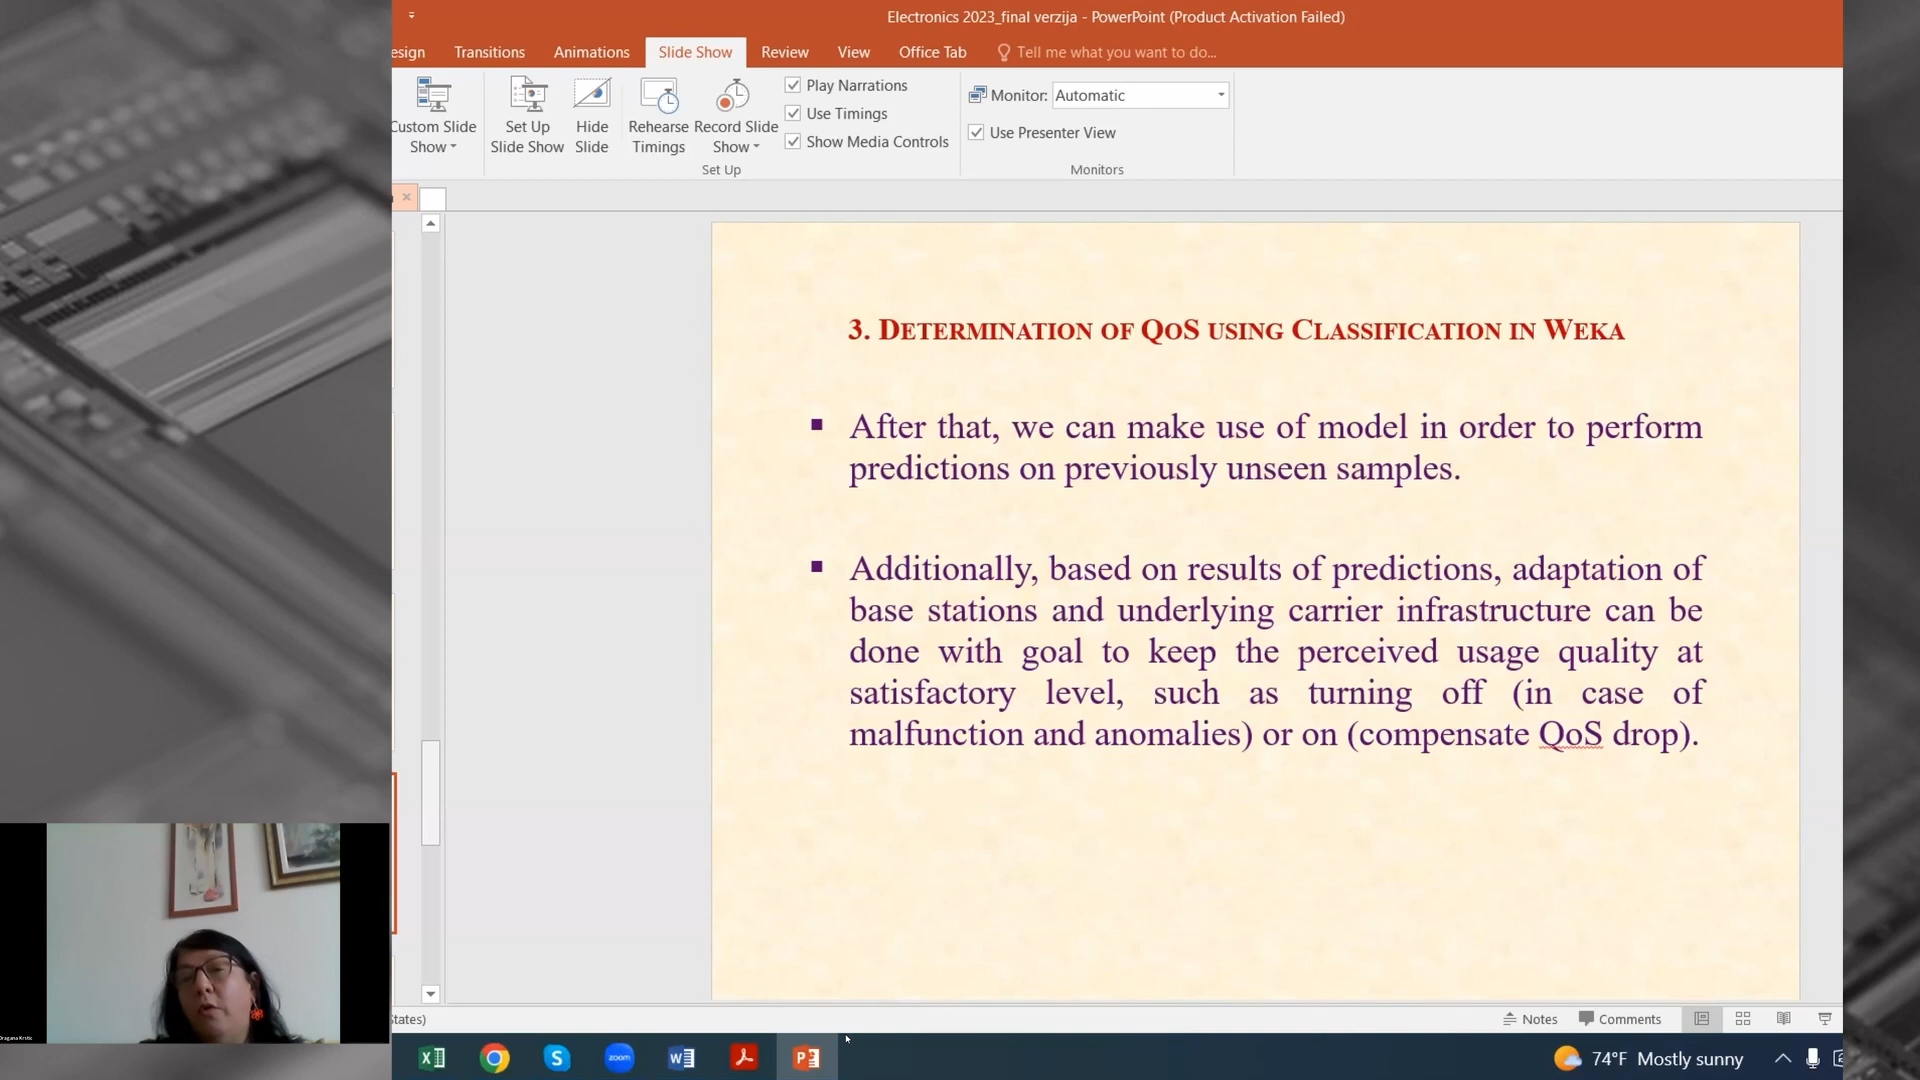 Electronics 2023_final verzija - PowerPoint (Product Activation Failed)
esign Transitions Animations Slide Show Review View Office Tab Tell me what you want to do...
Custom Slide Show
Set Up Slide Show
Hide Slide
Rehearse Timings
Record Slide Show
Play Narrations
Use Timings
Show Media Controls
Set Up
Monitor: Automatic
Use Presenter View
Monitors
3. DETERMINATION OF QOS USING CLASSIFICATION IN WEKA
▪ After that, we can make use of model in order to perform
predictions on previously unseen samples.
▪ Additionally, based on results of predictions, adaptation of
base stations and underlying carrier infrastructure can be
done with goal to keep the perceived usage quality at
satisfactory level, such as turning off (in case of
malfunction and anomalies) or on (compensate QoS drop).
Dragana Krstic
States)
Notes Comments
zoom
74°F Mostly sunny